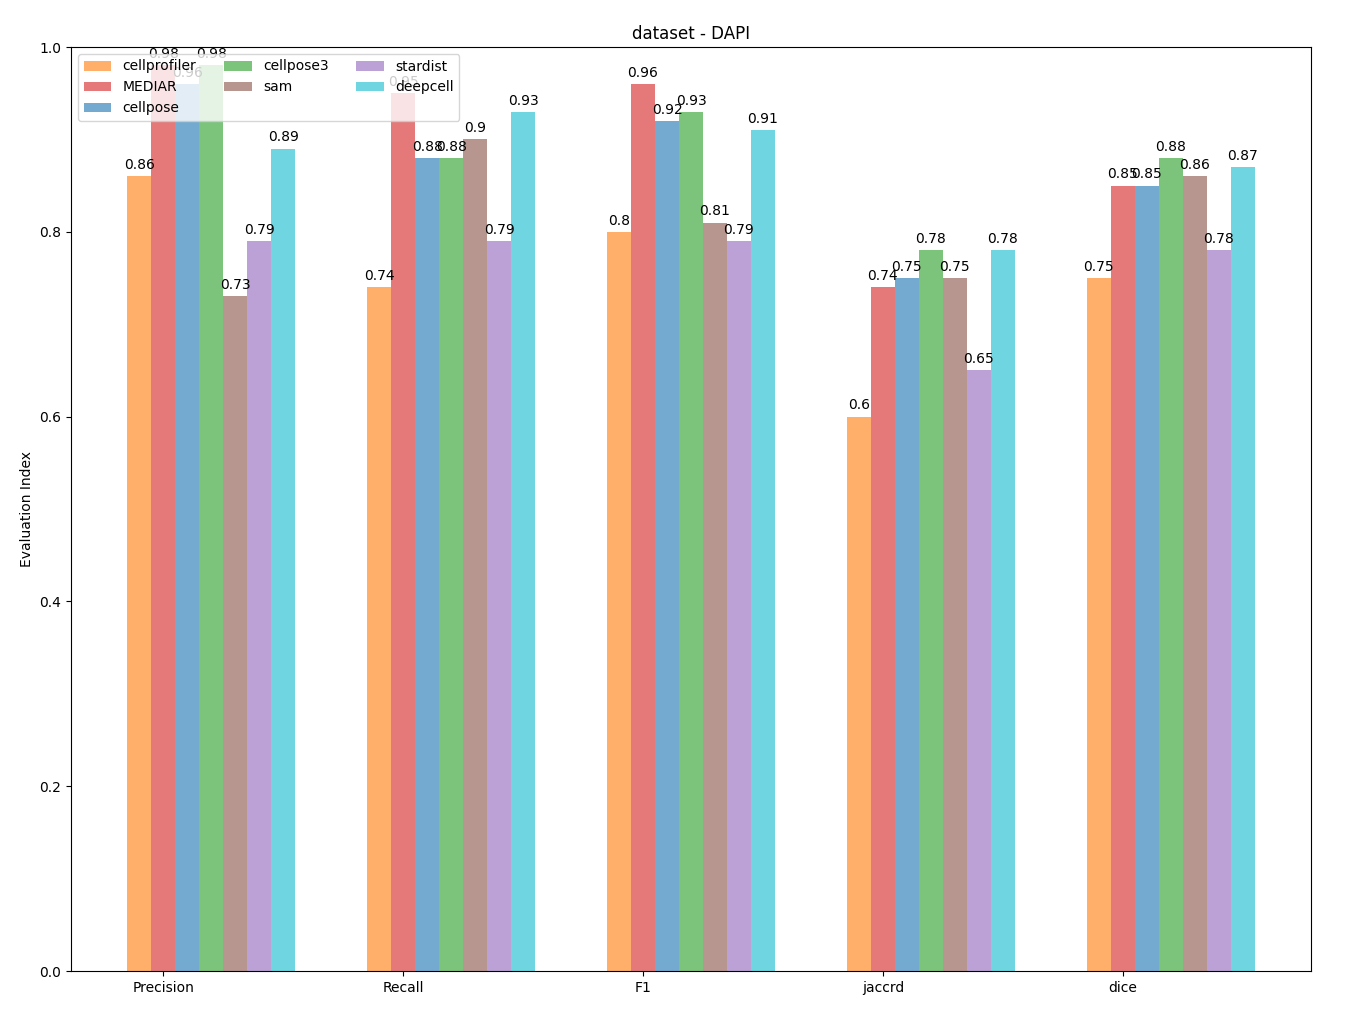 dataset - DAPI
cellprofiler
MEDIAR
cellpose
cellpose3
sam
stardist
deepcell
Evaluation Index
1.0
0.8
0.6
0.4
0.2
0.0
0.86
0.98
0.96
0.98
0.73
0.79
0.89
0.74
0.95
0.88
0.88
0.9
0.79
0.93
0.8
0.96
0.92
0.93
0.81
0.79
0.91
0.6
0.74
0.75
0.78
0.75
0.65
0.78
0.75
0.85
0.85
0.88
0.86
0.78
0.87
Precision
Recall
F1
jaccrd
dice